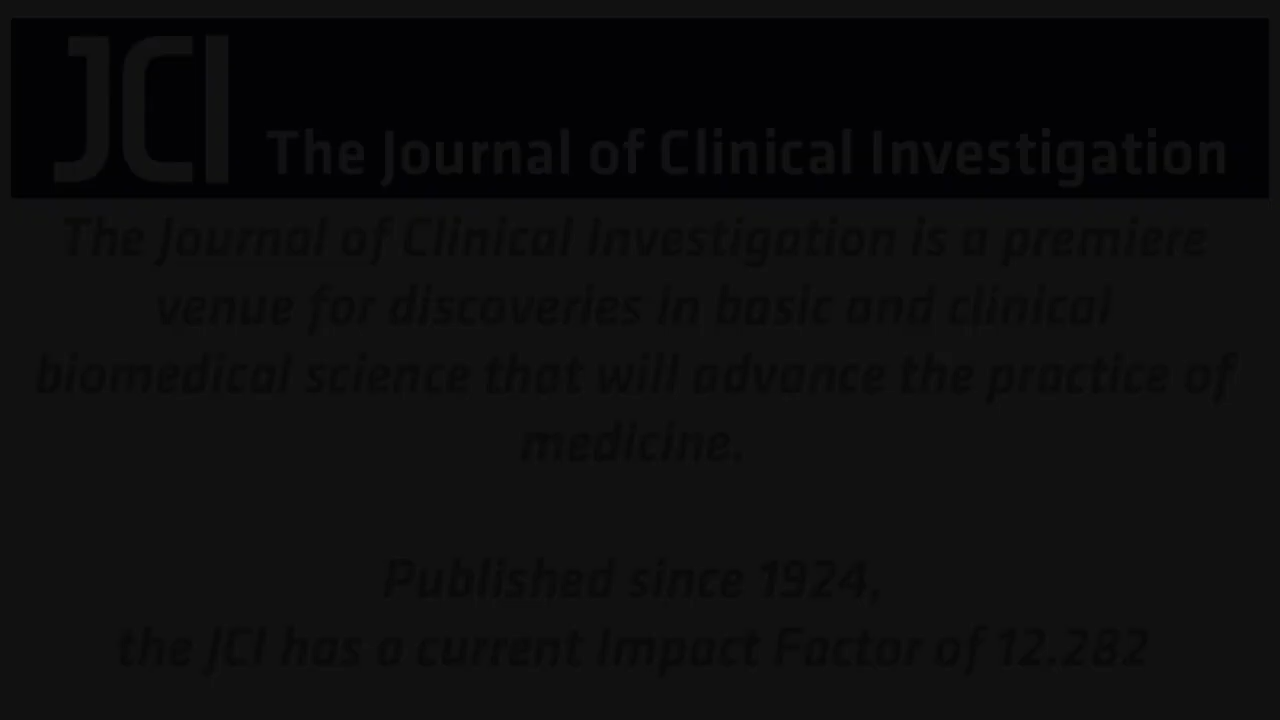 JCI The Journal of Clinical Investigation
The Journal of Clinical Investigation is a premiere
venue for discoveries in basic and clinical
biomedical science that will advance the practice of
medicine.
Published since 1924,
the JCI has a current Impact Factor of 12.282